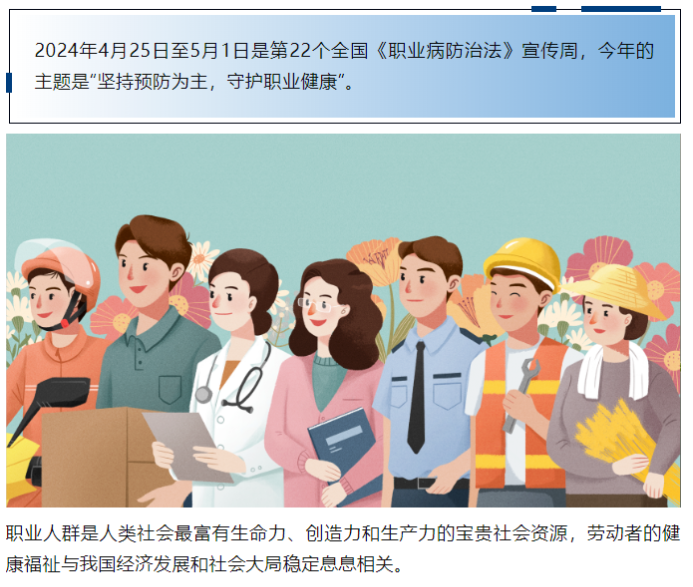 2024年4月25日至5月1日是第22个全国《职业病防治法》宣传周，今年的
主题是“坚持预防为主，守护职业健康”。
职业人群是人类社会最富有生命力、创造力和生产力的宝贵社会资源，劳动者的健
康福祉与我国经济发展和社会大局稳定息息相关。